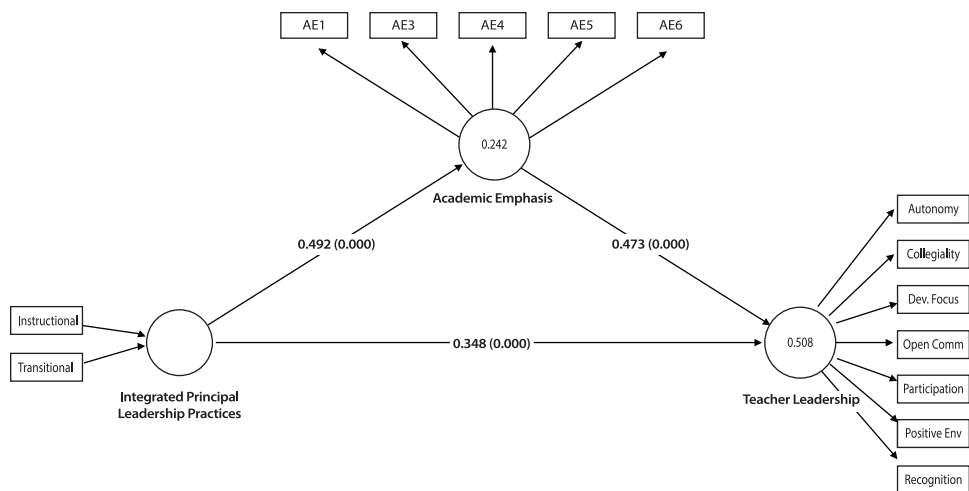 AE1 AE3 AE4 AE5 AE6
0.242
Academic Emphasis
Autonomy
0.492 (0.000) 0.473 (0.000)
Collegiality
Dev. Focus
Instructional
0.348 (0.000) 0.508 Open Comm
Transitional
Participation
Integrated Principal
Leadership Practices
Teacher Leadership
Positive Env
Recognition